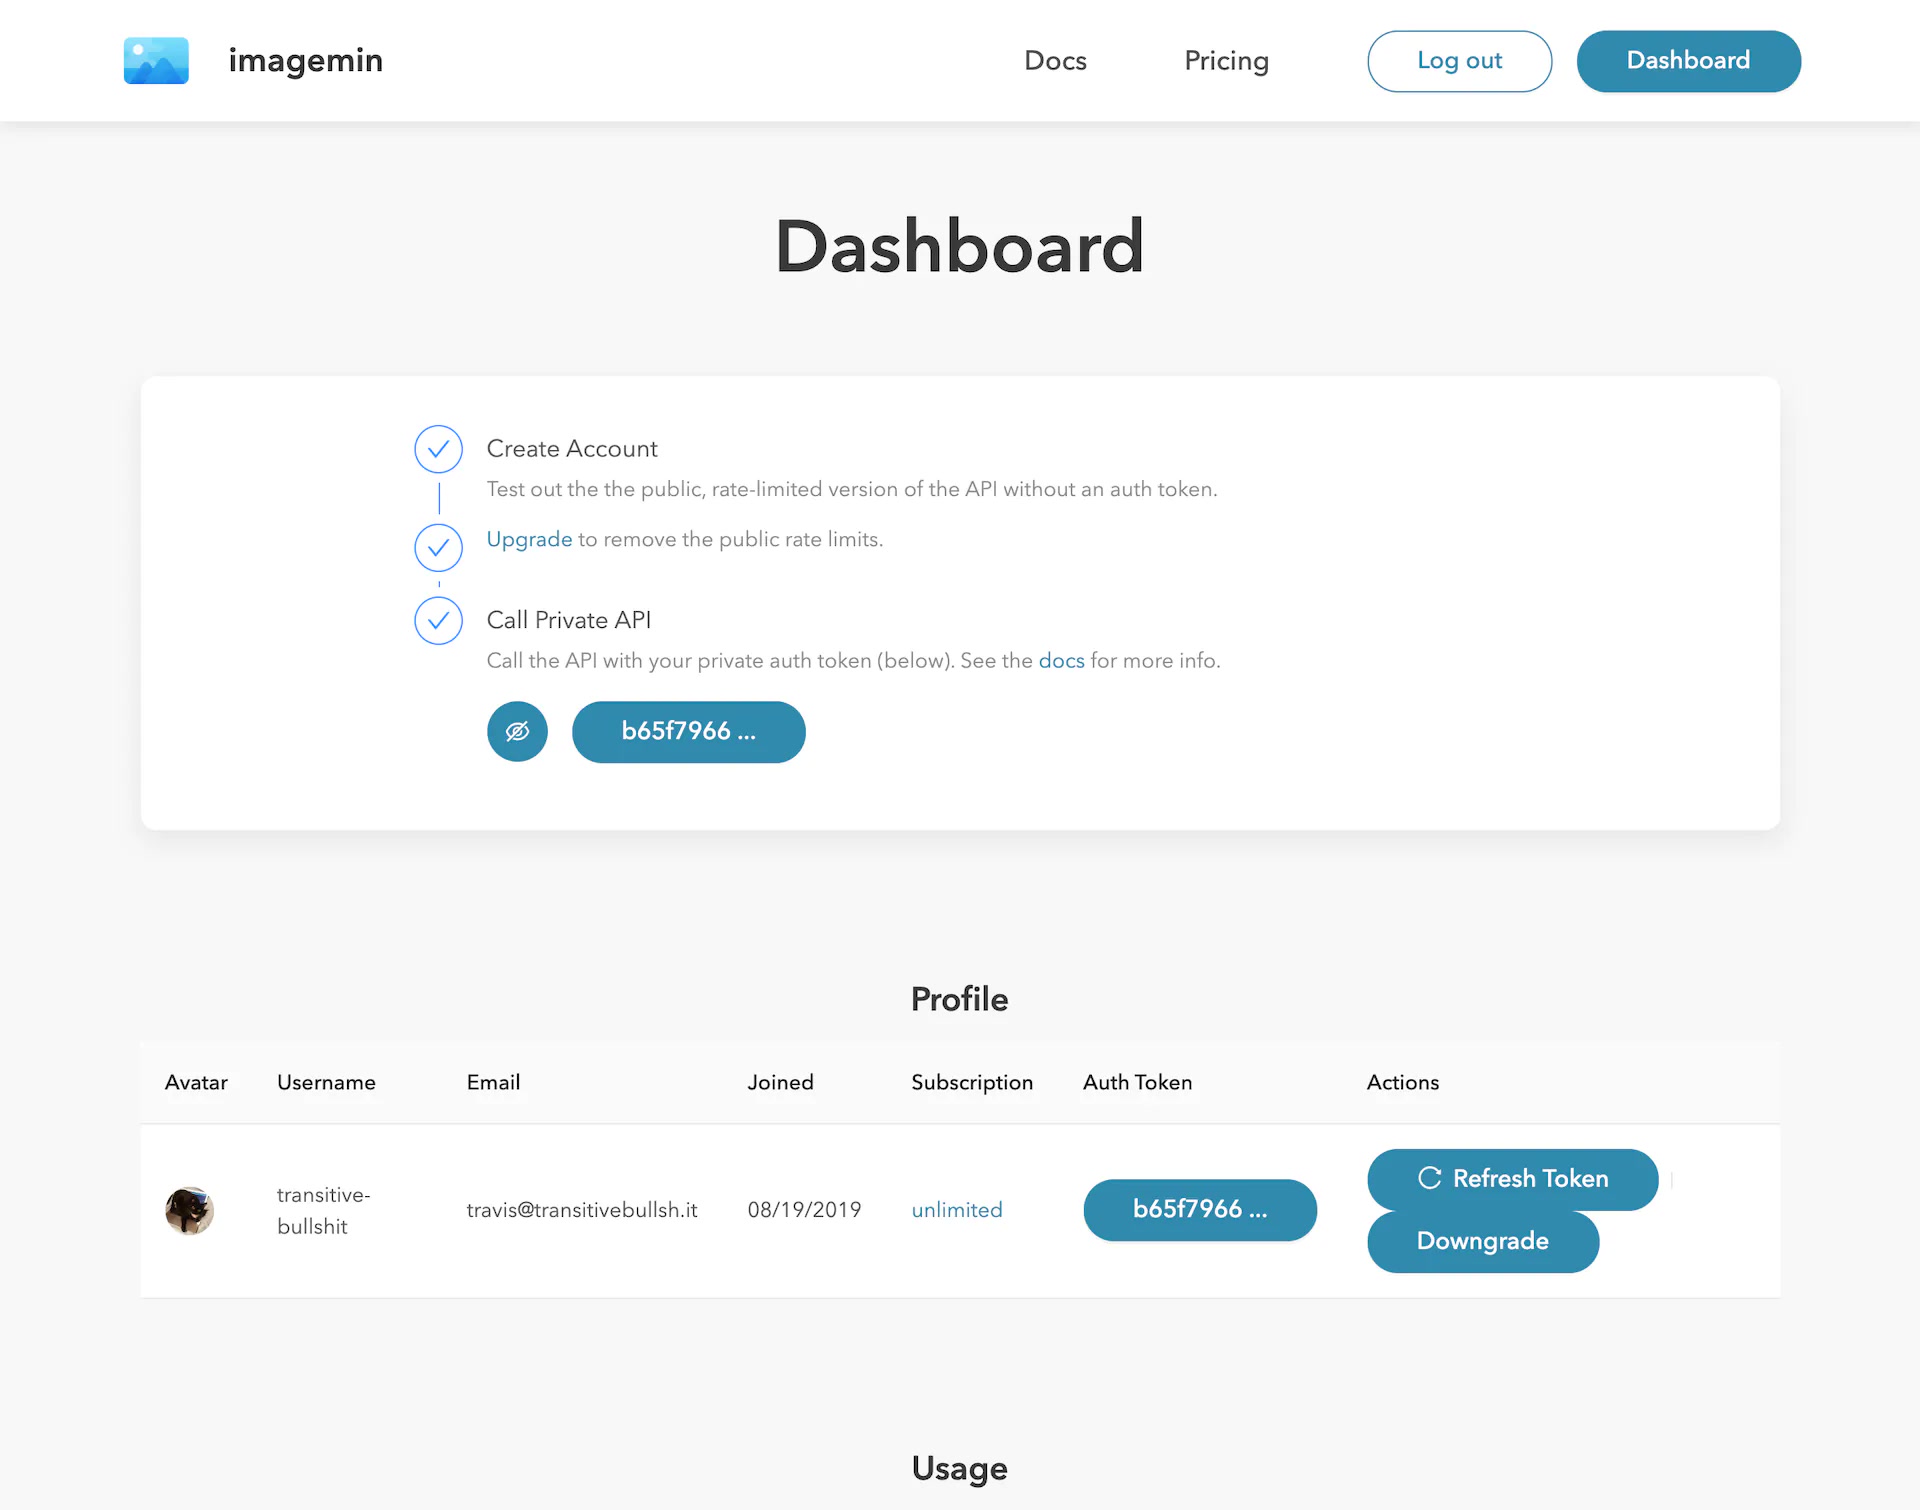 imagemin
Docs
Pricing
Log out
Dashboard
Dashboard
Create Account
Test out the the public, rate-limited version of the API without an auth token.
Upgrade to remove the public rate limits.
Call Private API
Call the API with your private auth token (below). See the docs for more info.
b65f7966 ...
Profile
Avatar
Username
Email
Joined
Subscription
Auth Token
Actions
transitive-
bullshit
travis@transitivebullsh.it
08/19/2019
unlimited
b65f7966 ...
Refresh Token
Downgrade
Usage